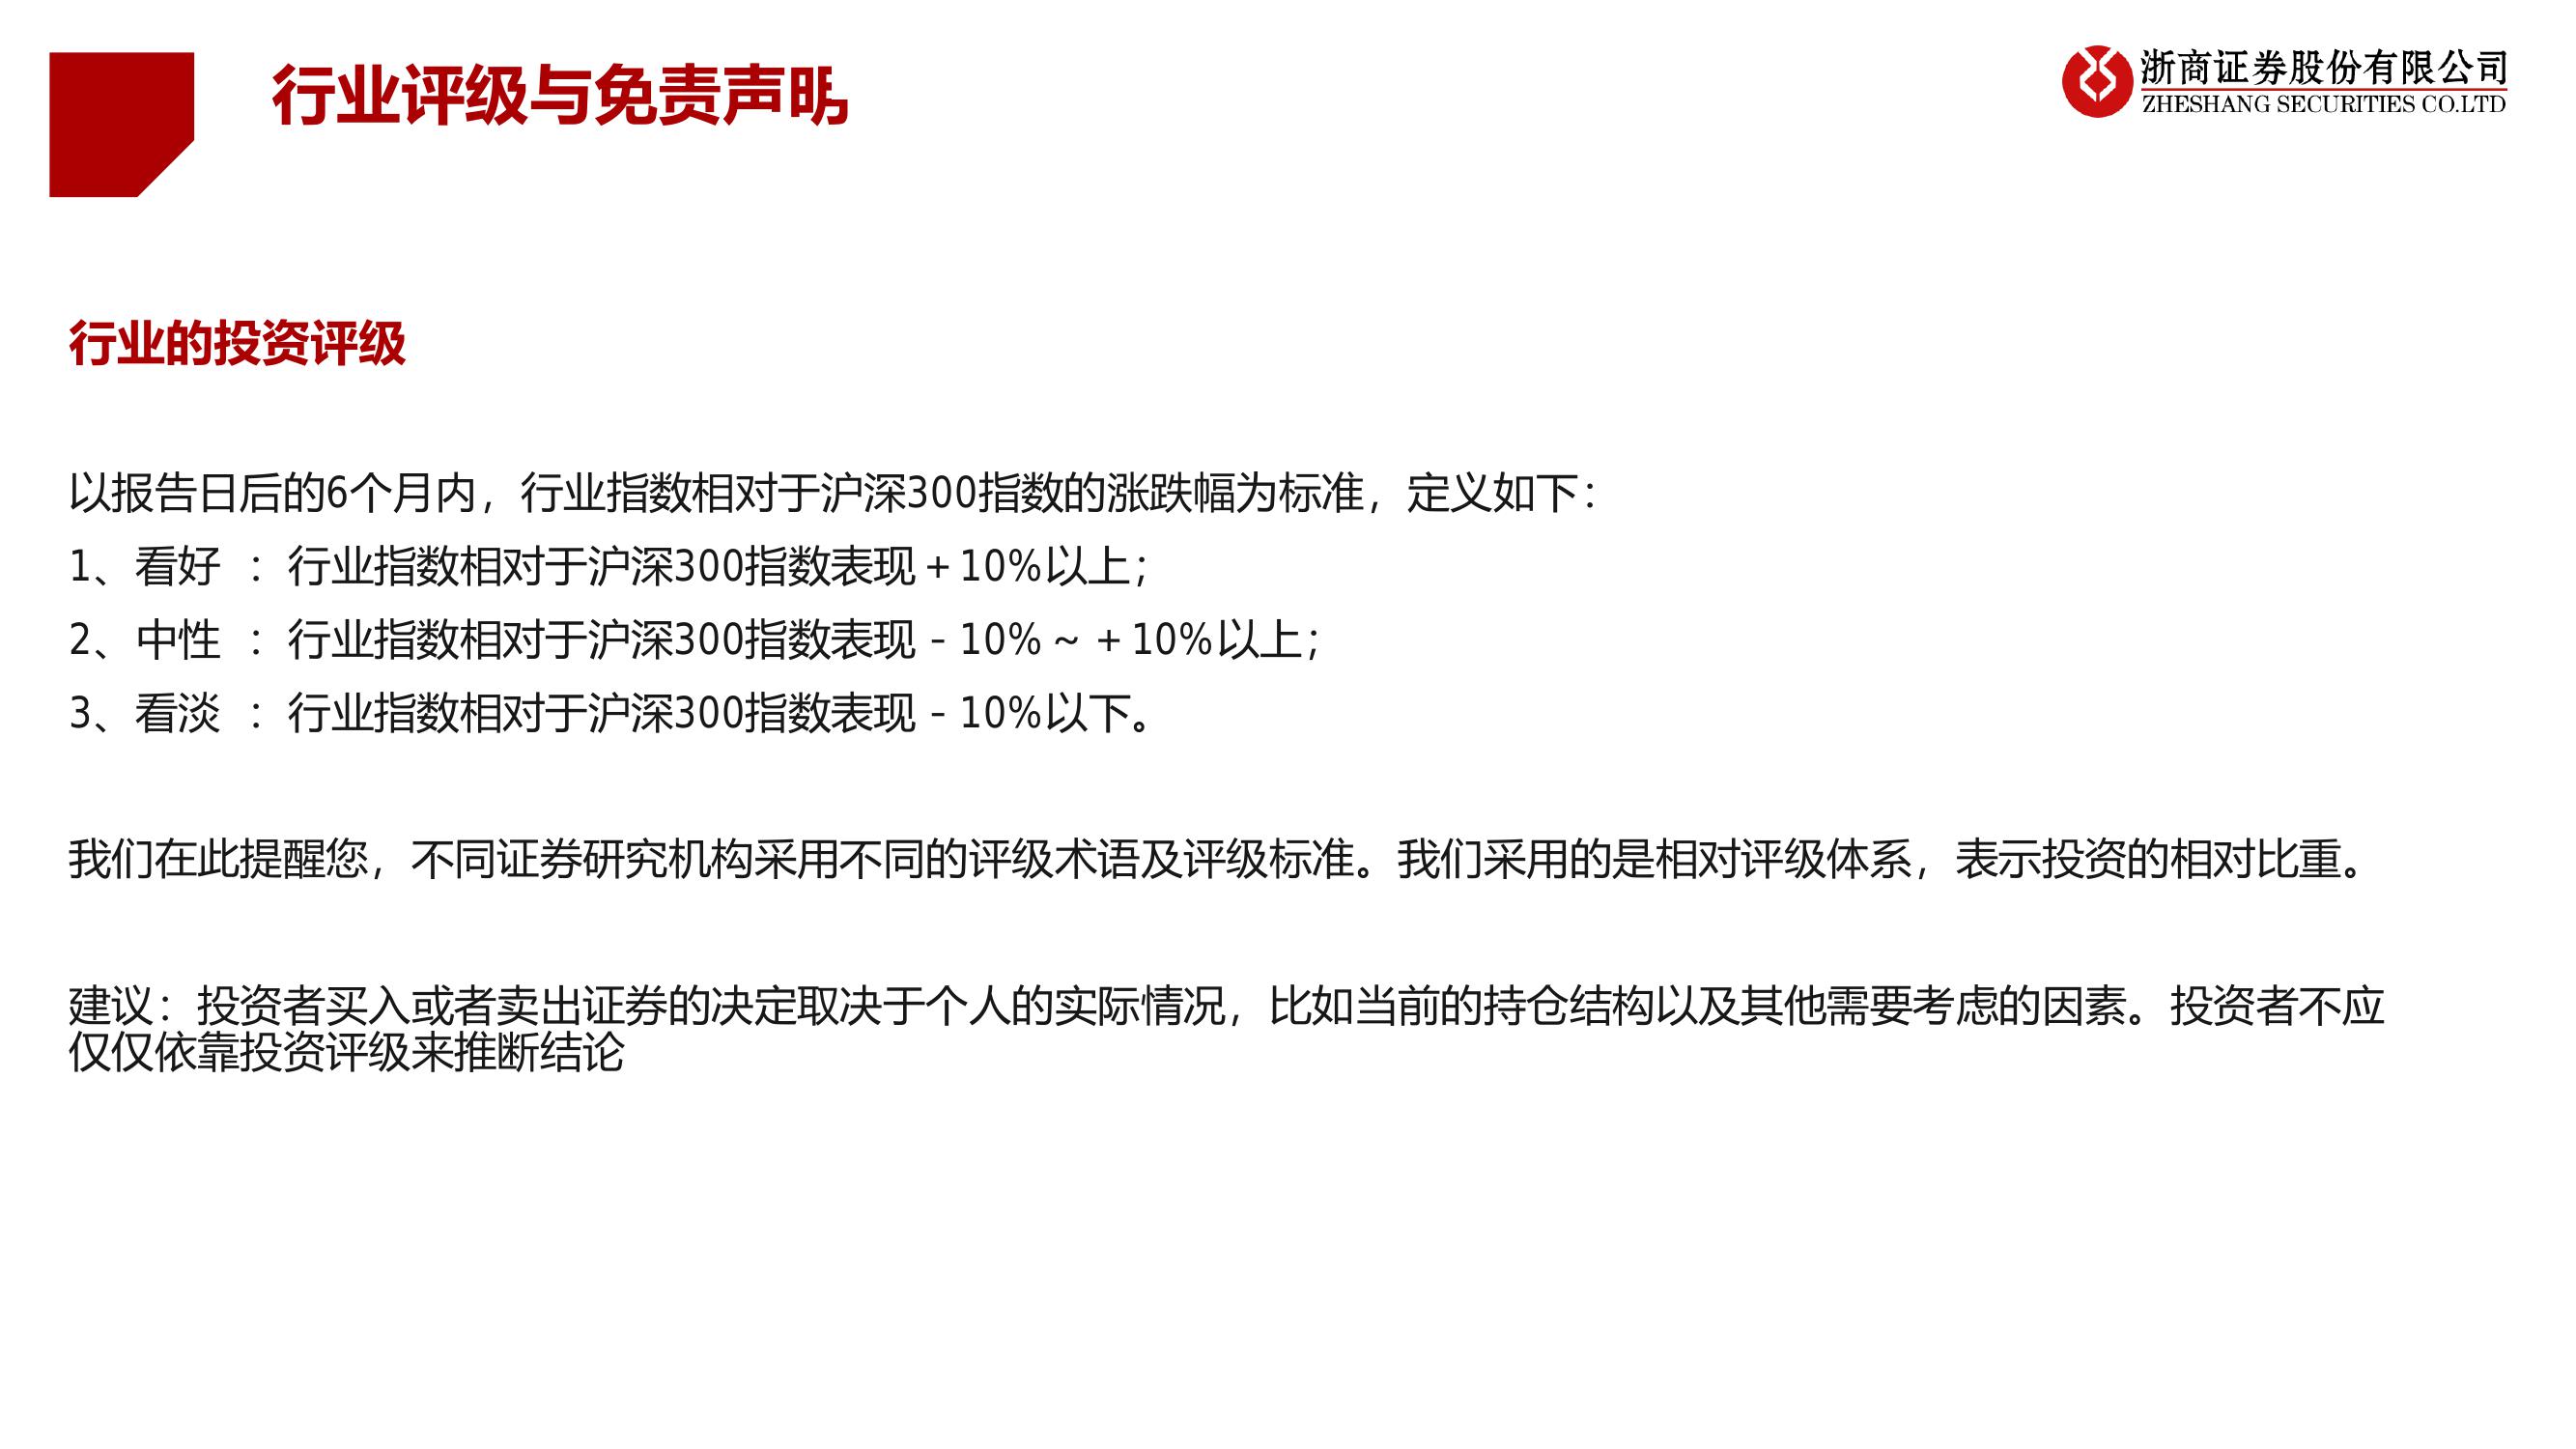 行业评级与免责声明
浙商证券股份有限公司
ZHESHANG SECURITIES CO.LTD
行业的投资评级
以报告日后的6个月内，行业指数相对于沪深300指数的涨跌幅为标准，定义如下：
1、看好 ：行业指数相对于沪深300指数表现＋10%以上；
2、中性 ：行业指数相对于沪深300指数表现－10%～＋10%以上；
3、看淡 ：行业指数相对于沪深300指数表现－10%以下。
我们在此提醒您，不同证券研究机构采用不同的评级术语及评级标准。我们采用的是相对评级体系，表示投资的相对比重。
建议：投资者买入或者卖出证券的决定取决于个人的实际情况，比如当前的持仓结构以及其他需要考虑的因素。投资者不应
仅仅依靠投资评级来推断结论